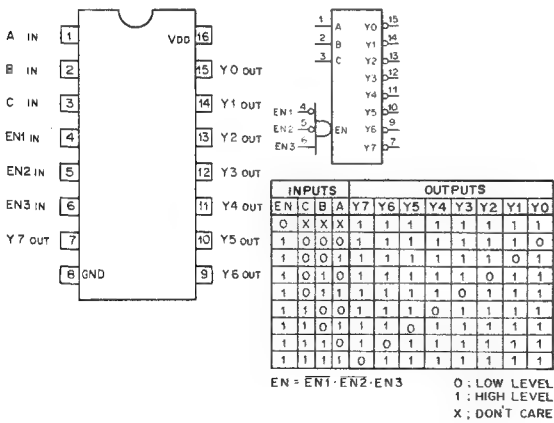 A IN 1 VDD 16
B IN 2 15 Y0 OUT
C IN 3 14 Y1 OUT
EN1 IN 4 13 Y2 OUT
EN2 IN 5 12 Y3 OUT
EN3 IN 6 11 Y4 OUT
Y7 OUT 7 10 Y5 OUT
8 GND 9 Y6 OUT
1 A Y0 15
2 B Y1 14
3 C Y2 13
Y3 12
Y4 11
EN1 4 Y5 10
EN2 5 EN Y6 9
EN3 6 Y7 7
INPUTS OUTPUTS
EN C B A Y7 Y6 Y5 Y4 Y3 Y2 Y1 Y0
0 X X X 1 1 1 1 1 1 1 1
1 0 0 0 1 1 1 1 1 1 1 0
1 0 0 1 1 1 1 1 1 1 0 1
1 0 1 0 1 1 1 1 1 0 1 1
1 0 1 1 1 1 1 1 0 1 1 1
1 1 0 0 1 1 1 0 1 1 1 1
1 1 0 1 1 1 0 1 1 1 1 1
1 1 1 0 1 0 1 1 1 1 1 1
1 1 1 1 0 1 1 1 1 1 1 1
EN = E̅N̅1̅ · E̅N̅2̅ · EN3
0 ; LOW LEVEL
1 ; HIGH LEVEL
X ; DON'T CARE